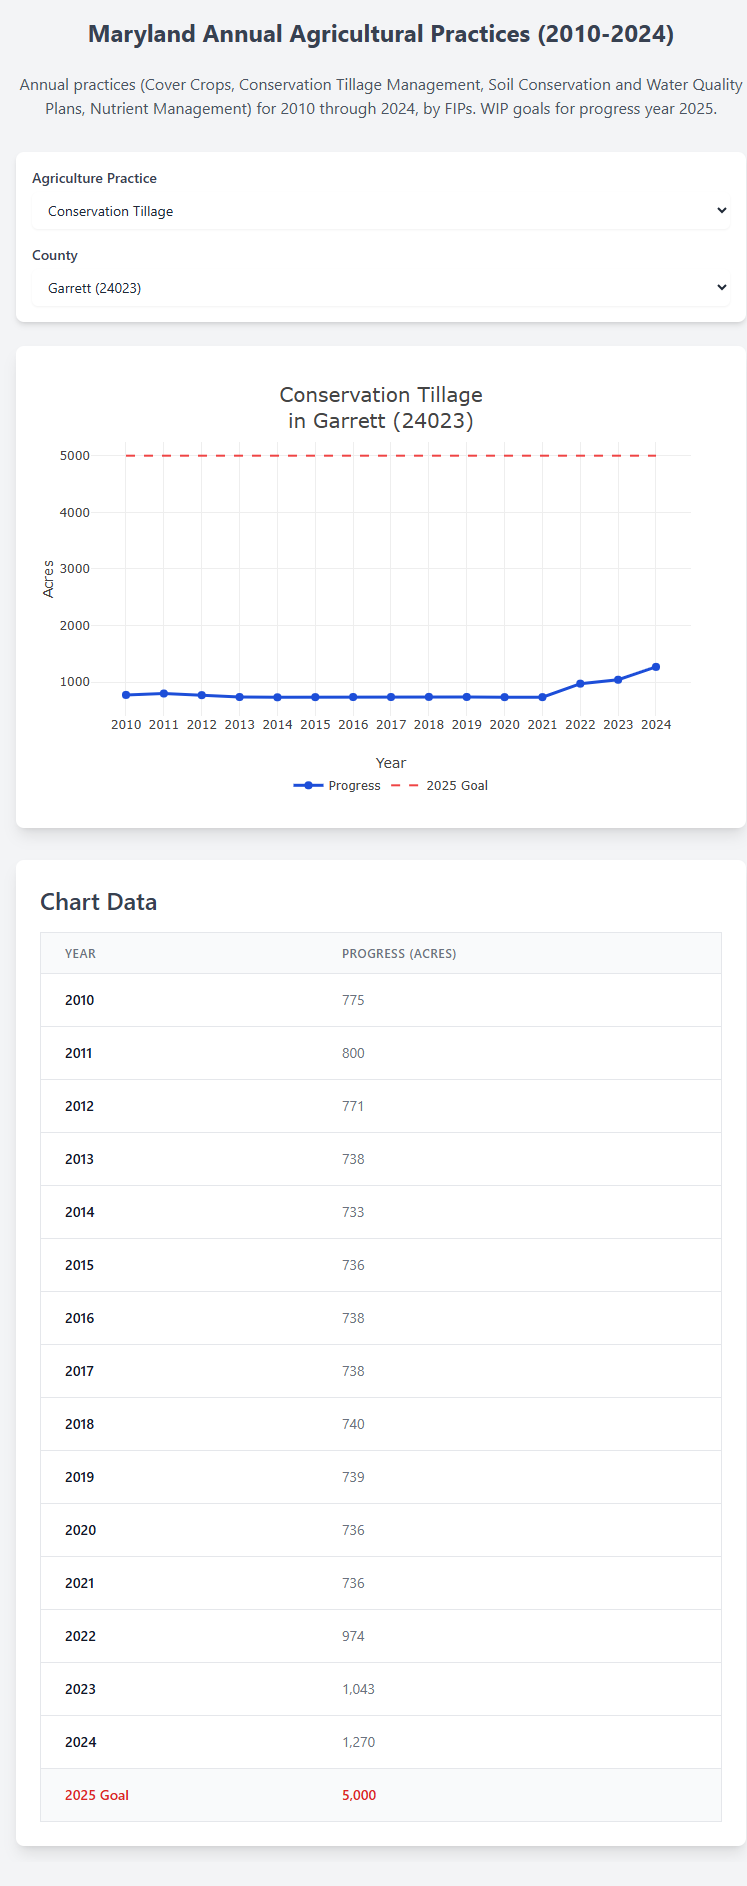 Maryland Annual Agricultural Practices (2010-2024)
Annual practices (Cover Crops, Conservation Tillage Management, Soil Conservation and Water Quality
Plans, Nutrient Management) for 2010 through 2024, by FIPs. WIP goals for progress year 2025.
Agriculture Practice
Conservation Tillage
County
Garrett (24023)
Conservation Tillage
in Garrett (24023)
5000
4000
3000
2000
1000
Acres
2010 2011 2012 2013 2014 2015 2016 2017 2018 2019 2020 2021 2022 2023 2024
Year
Progress 2025 Goal
Chart Data
YEAR PROGRESS (ACRES)
2010 775
2011 800
2012 771
2013 738
2014 733
2015 736
2016 738
2017 738
2018 740
2019 739
2020 736
2021 736
2022 974
2023 1,043
2024 1,270
2025 Goal 5,000